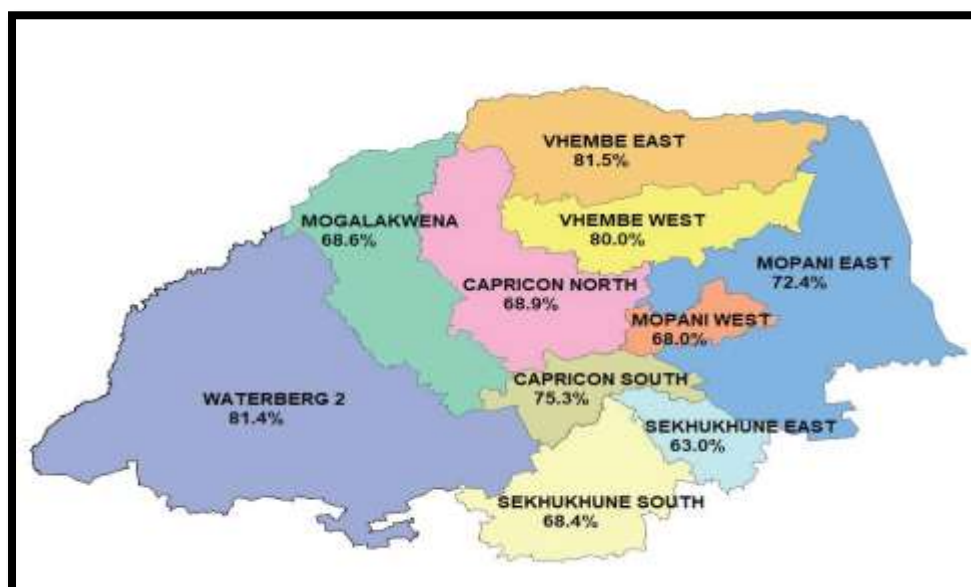 VHEMBE EAST
81.5%
MOGALAKWENA
68.6%
VHEMBE WEST
80.0%
MOPANI EAST
72.4%
CAPRICON NORTH
68.9%
MOPANI WEST
68.0%
CAPRICON SOUTH
75.3%
WATERBERG 2
81.4%
SEKHUKHUNE EAST
63.0%
SEKHUKHUNE SOUTH
68.4%